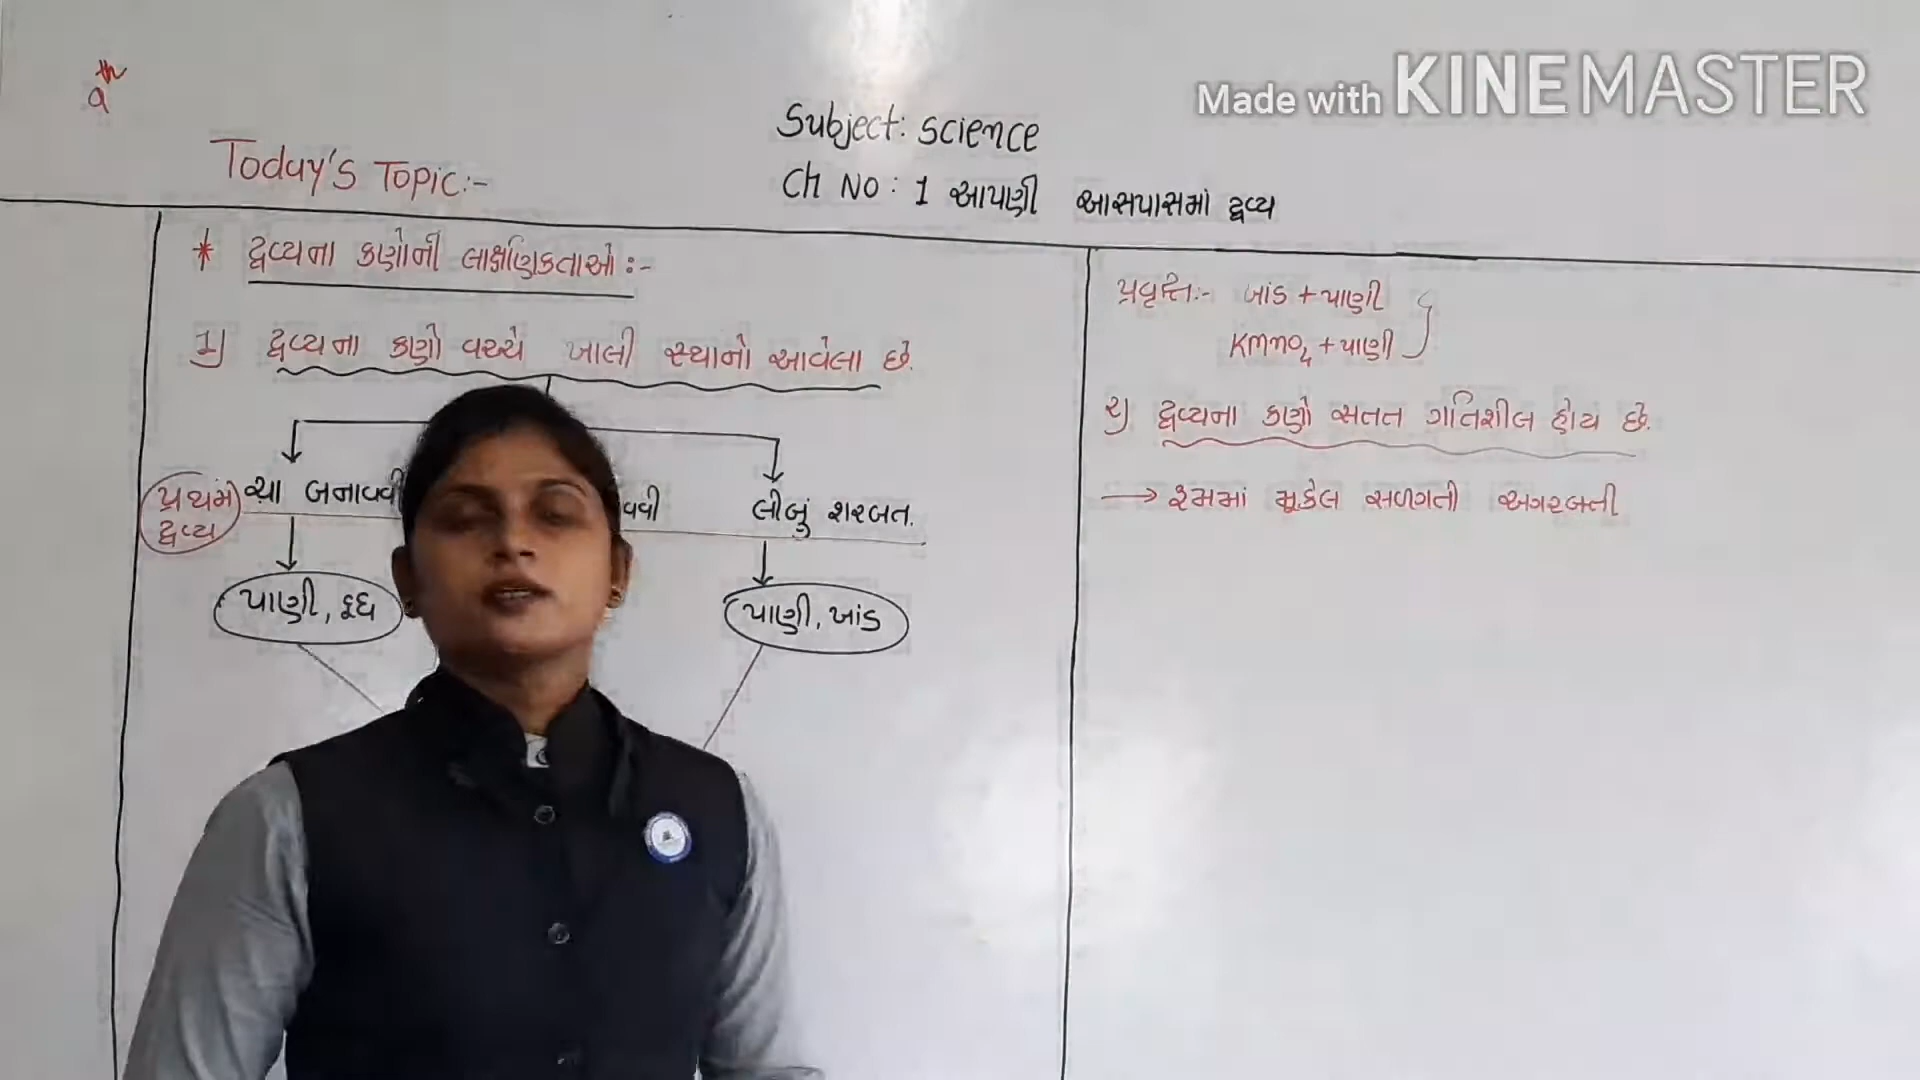 9th
Made with KINEMASTER
Subject: Science
Today's Topic:-
Ch No: 1 આપણી આસપાસમાં દ્રવ્ય
* દ્રવ્યના કણોની લાક્ષણિકતાઓ :-
1) દ્રવ્યના કણો વચ્ચે ખાલી સ્થાનો આવેલા છે.
પ્રથમ દ્રવ્ય
ચા બનાવવી
વવી
લીબું શરબત.
પાણી, દૂધ
પાણી, ખાંડ
પ્રવૃત્તિ:- ખાંડ + પાણી
KMnO4 + પાણી
૨) દ્રવ્યના કણો સતત ગતિશીલ હોય છે.
→ રૂમમાં મૂકેલ સળગતી અગરબત્તી